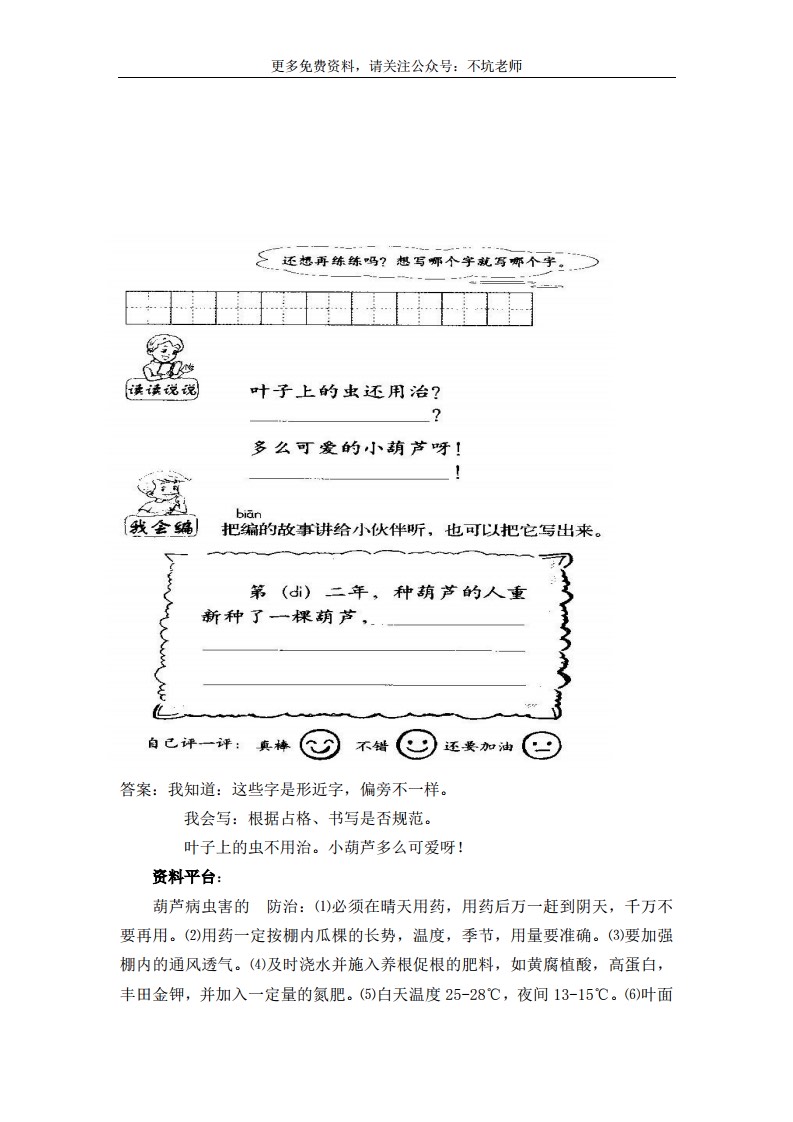 更多免费资料，请关注公众号：不坑老师
还想再练练吗？想写哪个字就写哪个字。
读读说说
叶子上的虫还用治？
？
多么可爱的小葫芦呀！
！
我会编
biān
把编的故事讲给小伙伴听，也可以把它写出来。
第（dì）二年，种葫芦的人重
新种了一棵葫芦，
自己评一评：真棒 不错 还要加油
答案：我知道：这些字是形近字，偏旁不一样。
我会写：根据占格、书写是否规范。
叶子上的虫不用治。小葫芦多么可爱呀！
资料平台：
葫芦病虫害的 防治：⑴必须在晴天用药，用药后万一赶到阴天，千万不
要再用。⑵用药一定按棚内瓜棵的长势，温度，季节，用量要准确。⑶要加强
棚内的通风透气。⑷及时浇水并施入养根促根的肥料，如黄腐植酸，高蛋白，
丰田金钾，并加入一定量的氮肥。⑸白天温度 25-28℃，夜间 13-15℃。⑹叶面